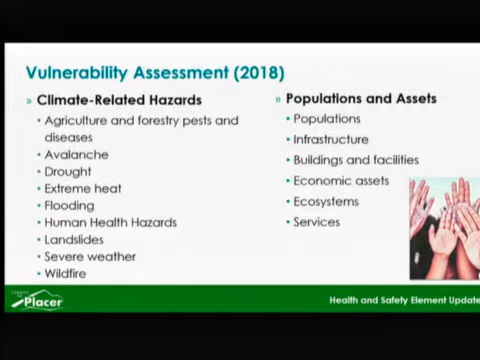 Vulnerability Assessment (2018)
» Climate-Related Hazards
• Agriculture and forestry pests and
diseases
• Avalanche
• Drought
• Extreme heat
• Flooding
• Human Health Hazards
• Landslides
• Severe weather
• Wildfire
» Populations and Assets
• Populations
• Infrastructure
• Buildings and facilities
• Economic assets
• Ecosystems
• Services
Placer
Health and Safety Element Update